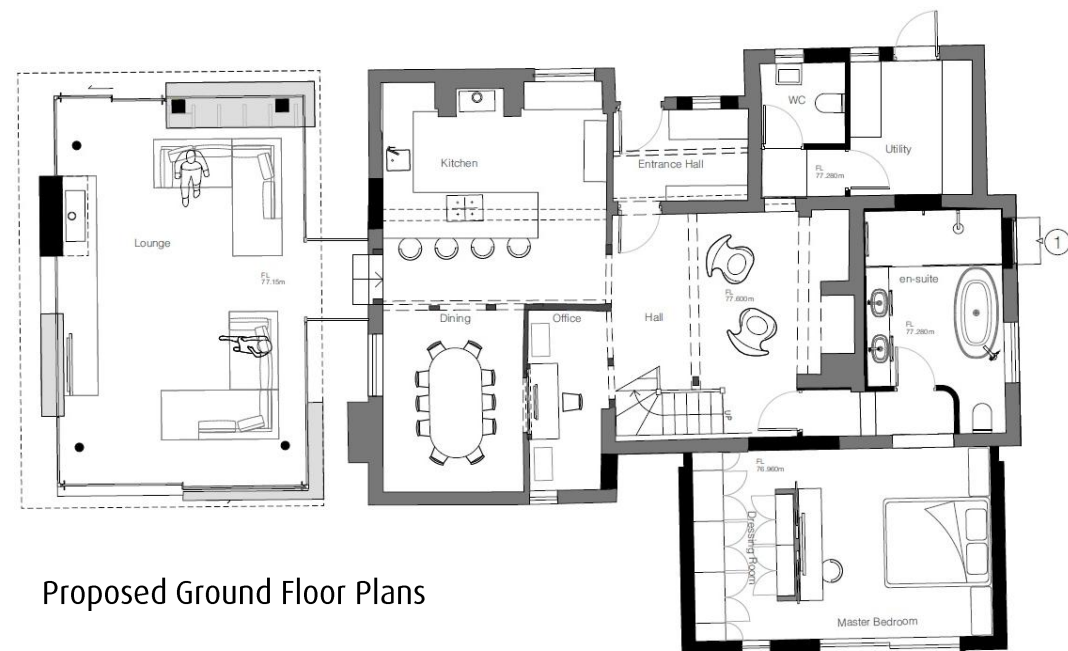 WC
Kitchen
Entrance Hall
Utility
FL
77.280m
Lounge
FL
77.15m
FL
77.600m
en-suite
1
Dining
Office
Hall
FL
77.280m
UP
FL
76.960m
Dressing Room
Master Bedroom
Proposed Ground Floor Plans